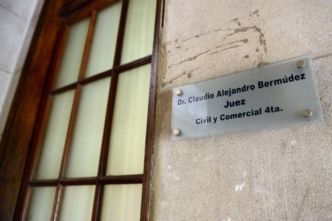 Dr. Claudio Alejandro Bermúdez
Juez
Civil y Comercial 4ta.